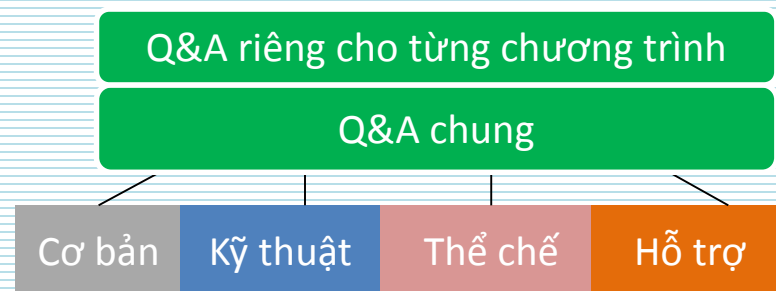 Q&A riêng cho từng chương trình
Q&A chung
Cơ bản
Kỹ thuật
Thể chế
Hỗ trợ